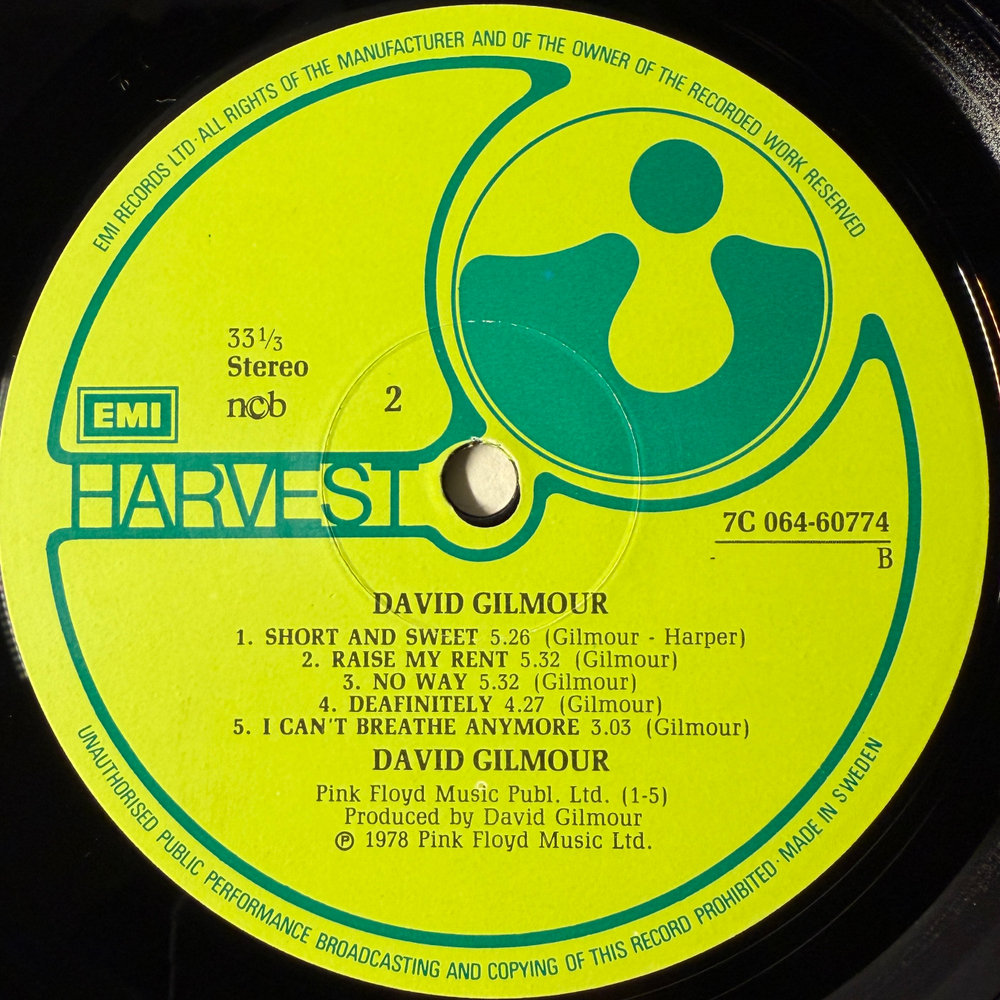 EMI RECORDS LTD · ALL RIGHTS OF THE MANUFACTURER AND OF THE OWNER OF THE RECORDED WORK RESERVED
33⅓
Stereo
ncb
2
EMI
HARVEST
7C 064-60774
B
DAVID GILMOUR
1. SHORT AND SWEET 5.26 (Gilmour - Harper)
2. RAISE MY RENT 5.32 (Gilmour)
3. NO WAY 5.32 (Gilmour)
4. DEAFINITELY 4.27 (Gilmour)
5. I CAN'T BREATHE ANYMORE 3.03 (Gilmour)
DAVID GILMOUR
Pink Floyd Music Publ. Ltd. (1-5)
Produced by David Gilmour
℗ 1978 Pink Floyd Music Ltd.
UNAUTHORISED PUBLIC PERFORMANCE BROADCASTING AND COPYING OF THIS RECORD PROHIBITED · MADE IN SWEDEN